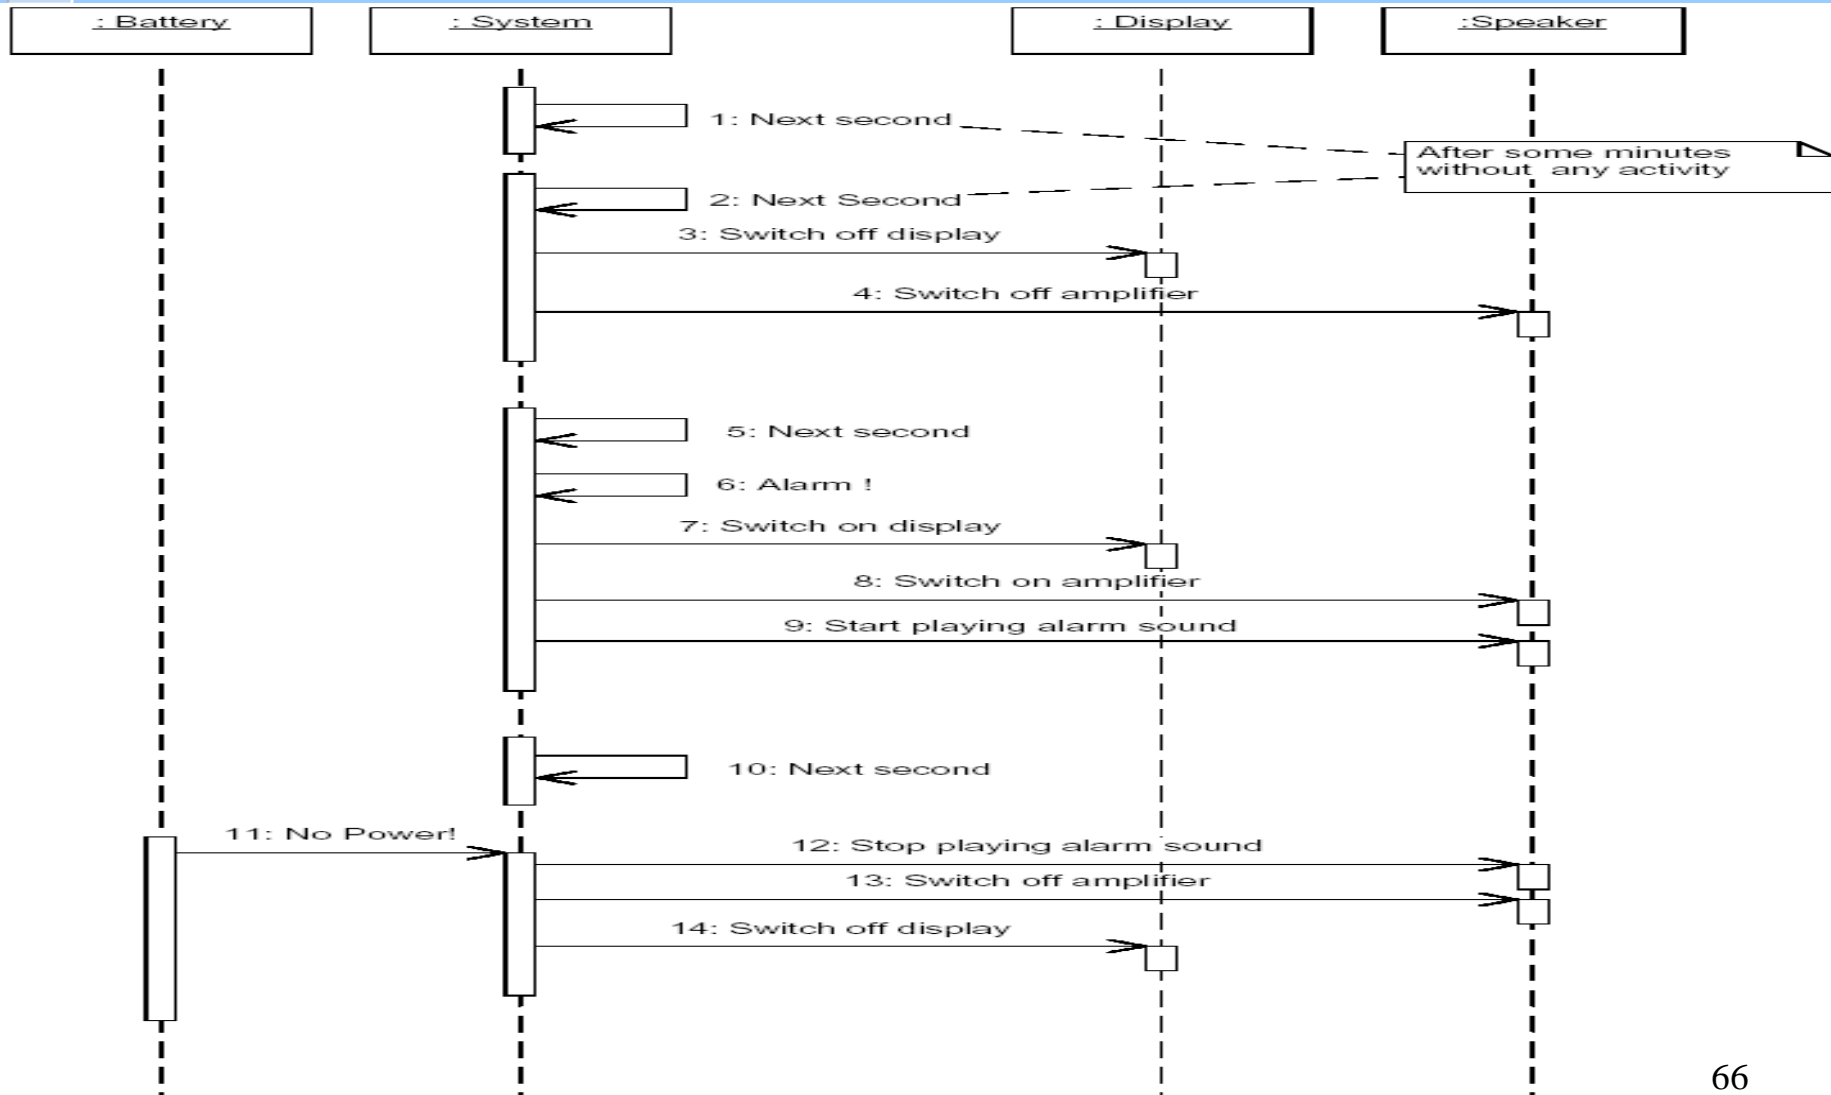 : Battery
: System
: Display
:Speaker
1: Next second
After some minutes
without any activity
2: Next Second
3: Switch off display
4: Switch off amplifier
5: Next second
6: Alarm !
7: Switch on display
8: Switch on amplifier
9: Start playing alarm sound
10: Next second
11: No Power!
12: Stop playing alarm sound
13: Switch off amplifier
14: Switch off display
66